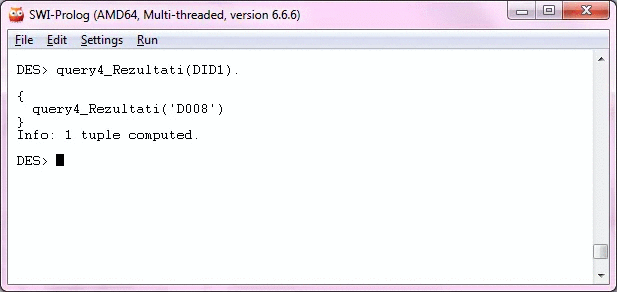 SWI-Prolog (AMD64, Multi-threaded, version 6.6.6)
File Edit Settings Run
DES> query4_Rezultati(DID1).
{
query4_Rezultati('D008')
}
Info: 1 tuple computed.
DES>